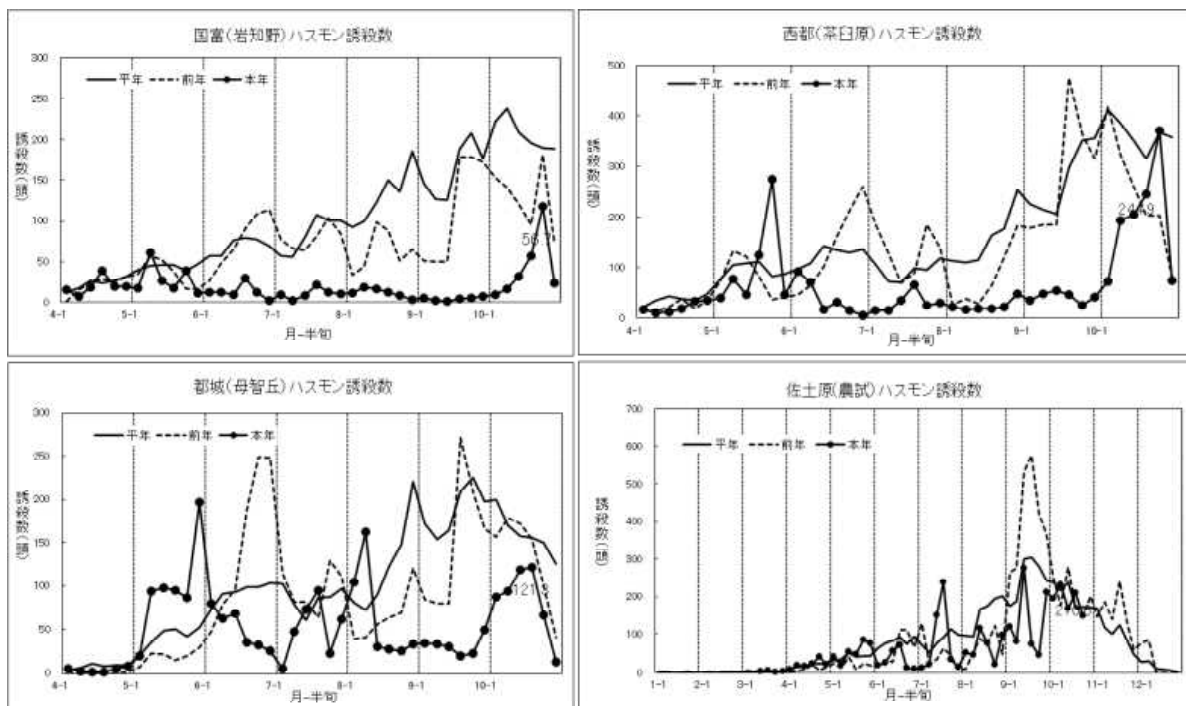 国富(岩知野)ハスモン誘殺数
300
250
200
150
100
50
0
誘殺数(頭)
平年 前年 本年
4-1 5-1 6-1 7-1 8-1 9-1 10-1
月-半旬
西都(茶臼原)ハスモン誘殺数
500
400
300
200
100
0
誘殺数(頭)
平年 前年 本年
4-1 5-1 6-1 7-1 8-1 9-1 10-1
月-半旬
都城(母智丘)ハスモン誘殺数
300
250
200
150
100
50
0
誘殺数(頭)
平年 前年 本年
4-1 5-1 6-1 7-1 8-1 9-1 10-1
月-半旬
佐土原(農試)ハスモン誘殺数
700
600
500
400
300
200
100
0
誘殺数(頭)
平年 前年 本年
1-1 2-1 3-1 4-1 5-1 6-1 7-1 8-1 9-1 10-1 11-1 12-1
月-半旬